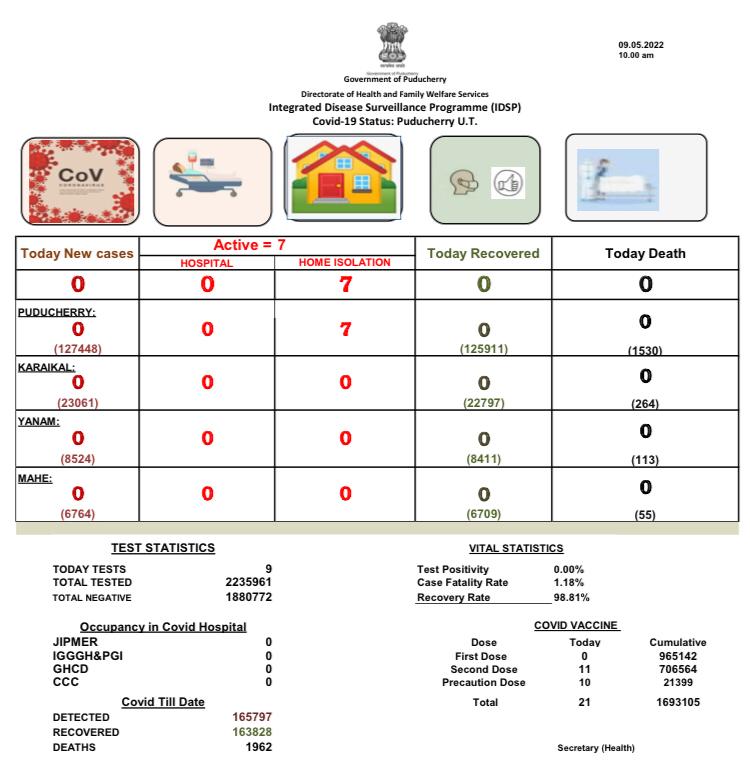 09.05.2022
10.00 am
Government of Puducherry
Government of Puducherry
Directorate of Health and Family Welfare Services
Integrated Disease Surveillance Programme (IDSP)
Covid-19 Status: Puducherry U.T.
CoV
CORONAVIRUS
Today New cases
Active = 7
HOSPITAL HOME ISOLATION
Today Recovered
Today Death
0 0 7 0 0
PUDUCHERRY:
0 0 7 0 0
(127448) (125911) (1530)
KARAIKAL:
0 0 0 0 0
(23061) (22797) (264)
YANAM:
0 0 0 0 0
(8524) (8411) (113)
MAHE:
0 0 0 0 0
(6764) (6709) (55)
TEST STATISTICS
TODAY TESTS 9
TOTAL TESTED 2235961
TOTAL NEGATIVE 1880772
VITAL STATISTICS
Test Positivity 0.00%
Case Fatality Rate 1.18%
Recovery Rate 98.81%
Occupancy in Covid Hospital
JIPMER 0
IGGGH&PGI 0
GHCD 0
CCC 0
COVID VACCINE
Dose Today Cumulative
First Dose 0 965142
Second Dose 11 706564
Precaution Dose 10 21399
Total 21 1693105
Covid Till Date
DETECTED 165797
RECOVERED 163828
DEATHS 1962
Secretary (Health)